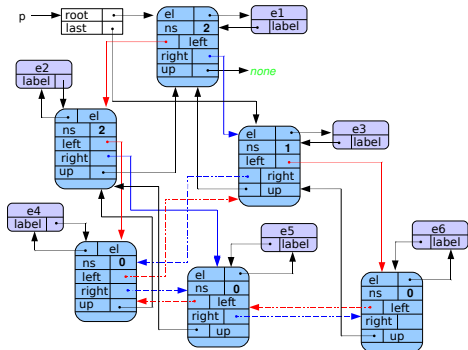 p
root
last
el
ns 2
left
right
up
none
e1
label
e2
label
el
ns 2
left
right
up
el
ns 1
left
right
up
e3
label
e4
label
el
ns 0
left
right
up
el
ns 0
left
right
up
e5
label
el
ns 0
left
right
up
e6
label